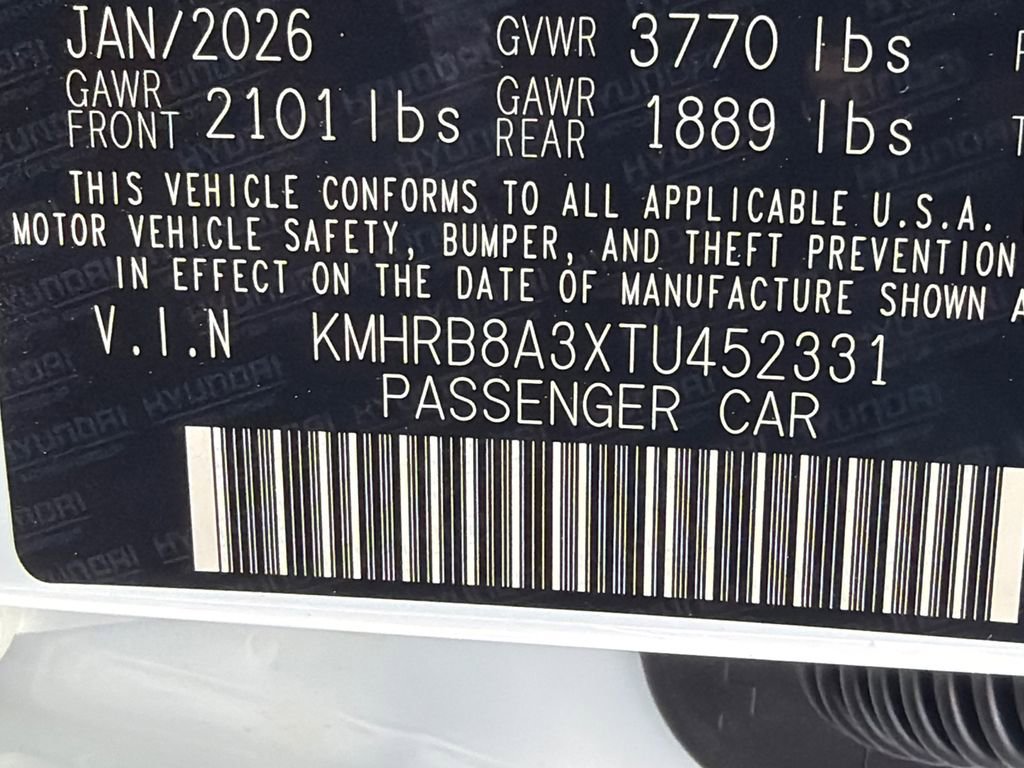 JAN/2026 GVWR 3770 lbs
GAWR FRONT 2101 lbs GAWR REAR 1889 lbs
THIS VEHICLE CONFORMS TO ALL APPLICABLE U.S.A.
MOTOR VEHICLE SAFETY, BUMPER, AND THEFT PREVENTION
IN EFFECT ON THE DATE OF MANUFACTURE SHOWN A
V.I.N KMHRB8A3XTU452331
PASSENGER CAR